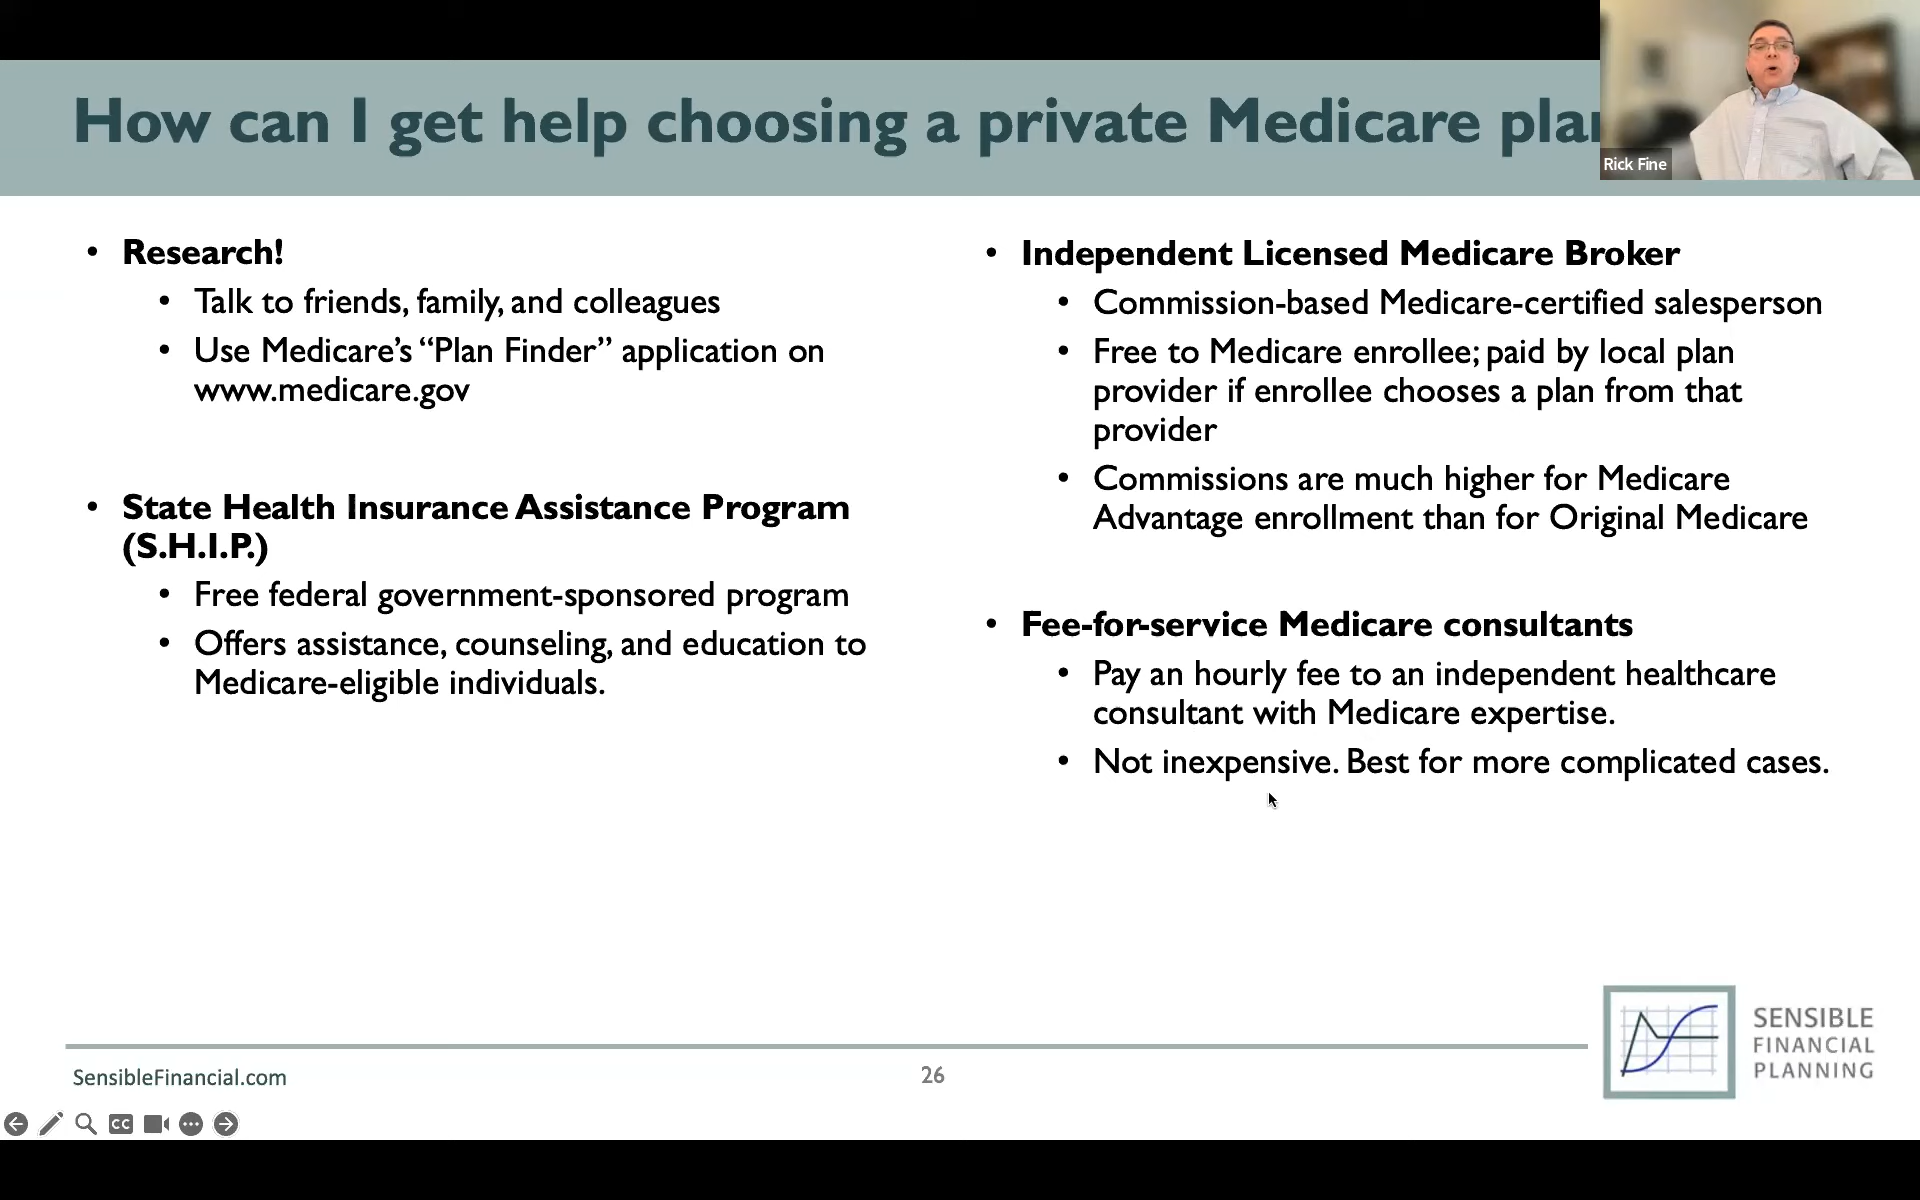 How can I get help choosing a private Medicare
Rick Fine
• Research!
• Talk to friends, family, and colleagues
• Use Medicare’s “Plan Finder” application on
www.medicare.gov
• State Health Insurance Assistance Program
(S.H.I.P.)
• Free federal government-sponsored program
• Offers assistance, counseling, and education to
Medicare-eligible individuals.
• Independent Licensed Medicare Broker
• Commission-based Medicare-certified salesperson
• Free to Medicare enrollee; paid by local plan
provider if enrollee chooses a plan from that
provider
• Commissions are much higher for Medicare
Advantage enrollment than for Original Medicare
• Fee-for-service Medicare consultants
• Pay an hourly fee to an independent healthcare
consultant with Medicare expertise.
• Not inexpensive. Best for more complicated cases.
SensibleFinancial.com
26
SENSIBLE
FINANCIAL
PLANNING
CC